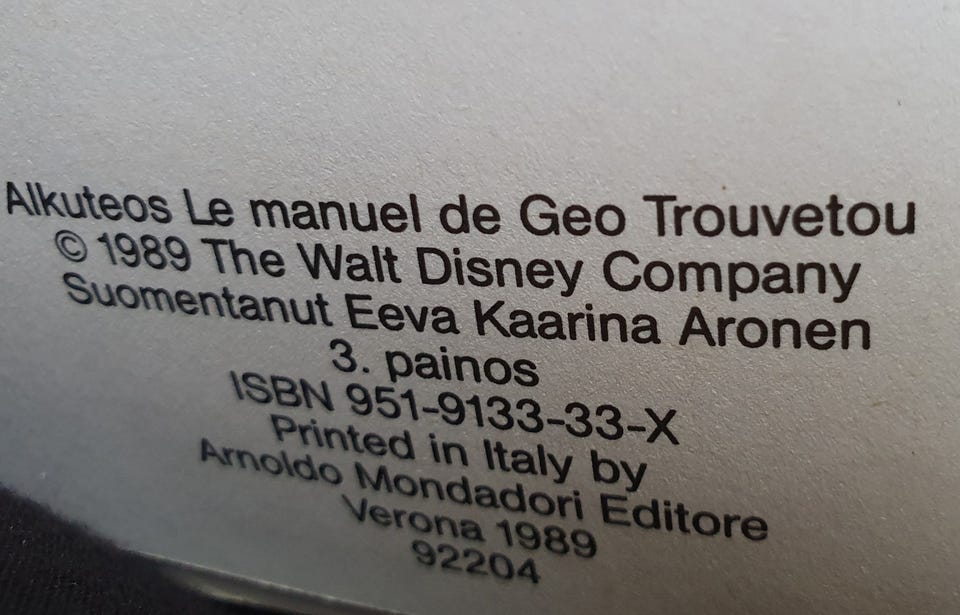 Alkuteos Le manuel de Geo Trouvetou
© 1989 The Walt Disney Company
Suomentanut Eeva Kaarina Aronen
3. painos
ISBN 951-9133-33-X
Printed in Italy by
Arnoldo Mondadori Editore
Verona 1989
92204